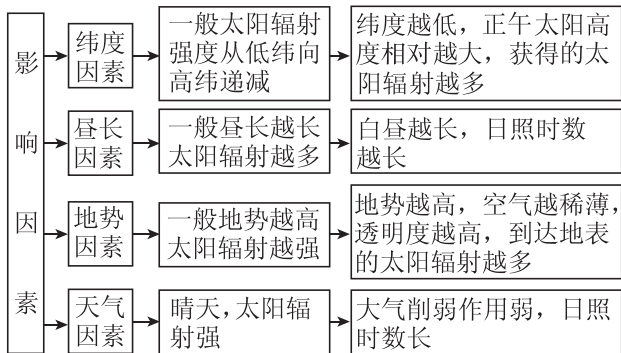 影响因素
纬度
因素
一般太阳辐射
强度从低纬向
高纬递减
纬度越低，正午太阳高
度相对越大，获得的太
阳辐射越多
昼长
因素
一般昼长越长
太阳辐射越多
白昼越长，日照时数
越长
地势
因素
一般地势越高
太阳辐射越强
地势越高，空气越稀薄，
透明度越高，到达地表
的太阳辐射越多
天气
因素
晴天，太阳辐
射强
大气削弱作用弱，日照
时数长